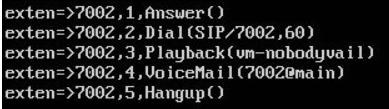 exten=>7002,1,Answer()
exten=>7002,2,Dial(SIP/7002,60)
exten=>7002,3,Playback(vm-nobodyvail)
exten=>7002,4,VoiceMail(7002@main)
exten=>7002,5,Hangup()